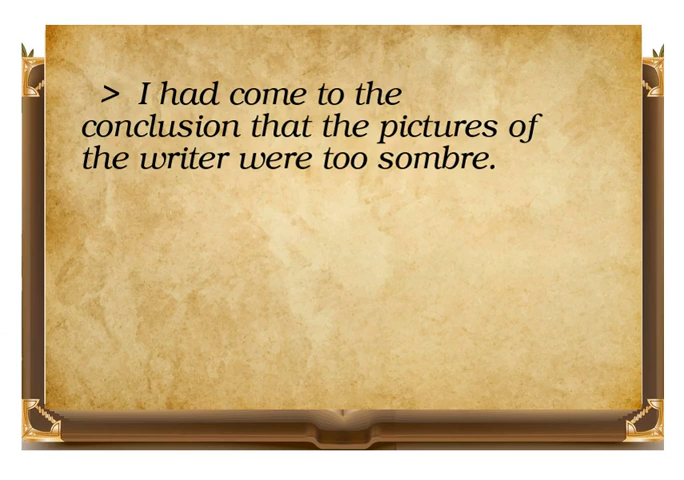 > I had come to the
conclusion that the pictures of
the writer were too sombre.